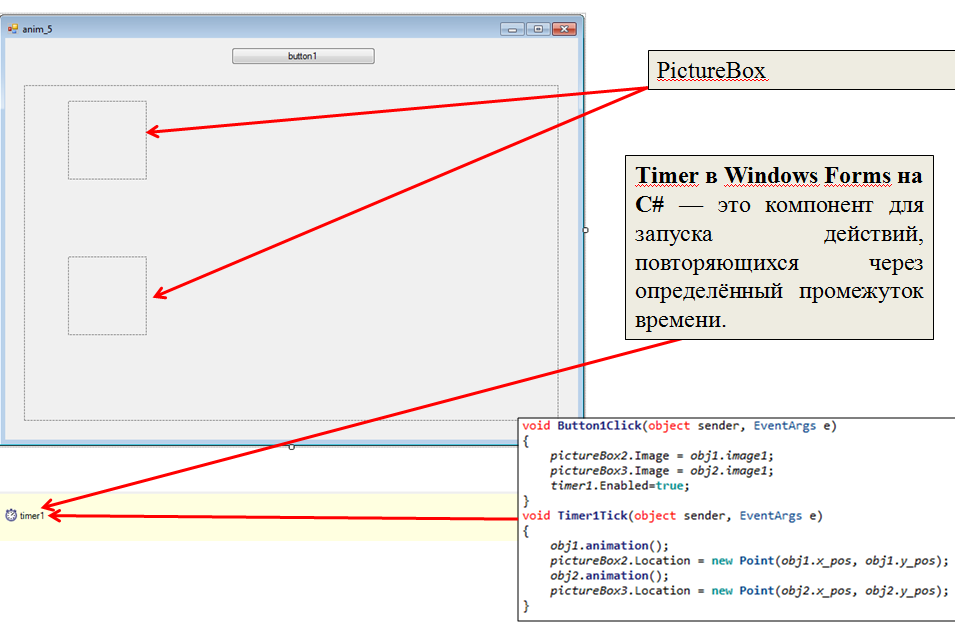 anim_5
button1
PictureBox
Timer в Windows Forms на
C# — это компонент для
запуска действий,
повторяющихся через
определённый промежуток
времени.
void Button1Click(object sender, EventArgs e)
{
    pictureBox2.Image = obj1.image1;
    pictureBox3.Image = obj2.image1;
    timer1.Enabled=true;
}
void Timer1Tick(object sender, EventArgs e)
{
    obj1.animation();
    pictureBox2.Location = new Point(obj1.x_pos, obj1.y_pos);
    obj2.animation();
    pictureBox3.Location = new Point(obj2.x_pos, obj2.y_pos);
}
timer1